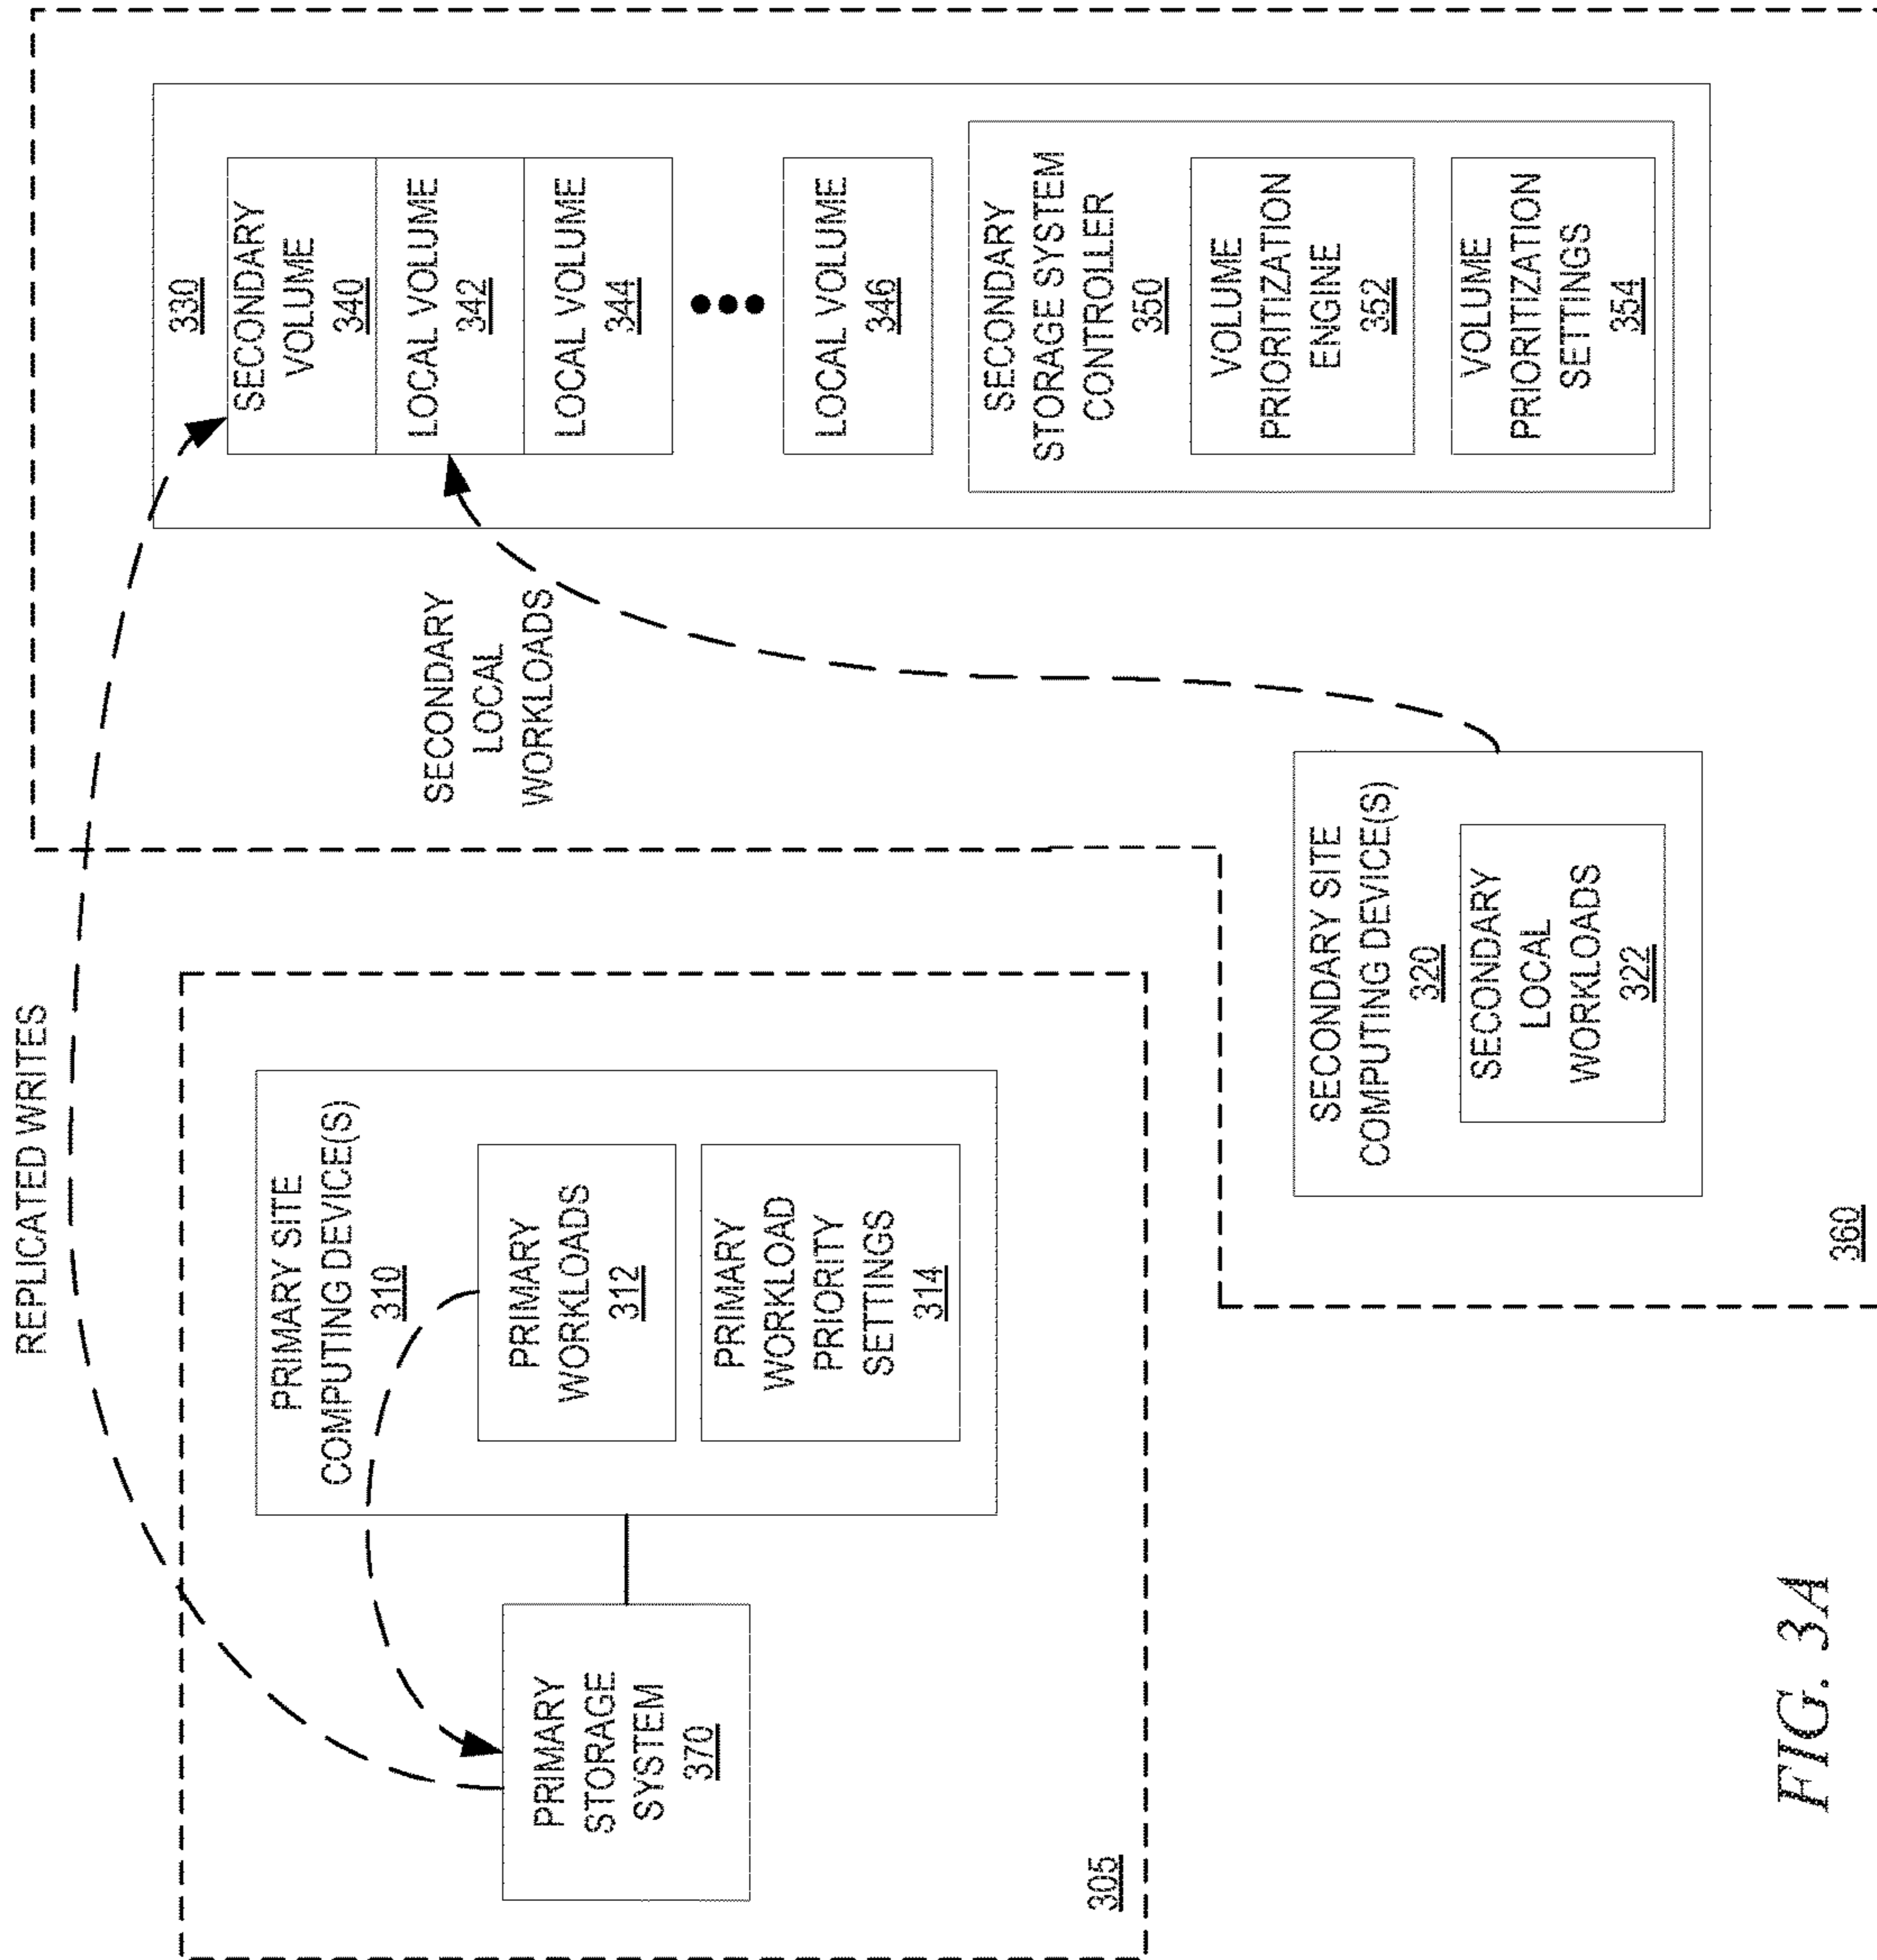 REPLICATED WRITES
305
PRIMARY
STORAGE
SYSTEM
370
PRIMARY SITE
COMPUTING DEVICE(S)
310
PRIMARY
WORKLOADS
312
PRIMARY
WORKLOAD
PRIORITY
SETTINGS
314
SECONDARY
LOCAL
WORKLOADS
330
SECONDARY
VOLUME
340
LOCAL VOLUME
342
LOCAL VOLUME
344
LOCAL VOLUME
346
SECONDARY
STORAGE SYSTEM
CONTROLLER
350
VOLUME
PRIORITIZATION
ENGINE
352
VOLUME
PRIORITIZATION
SETTINGS
354
SECONDARY SITE
COMPUTING DEVICE(S)
320
SECONDARY
LOCAL
WORKLOADS
322
360
FIG. 3A